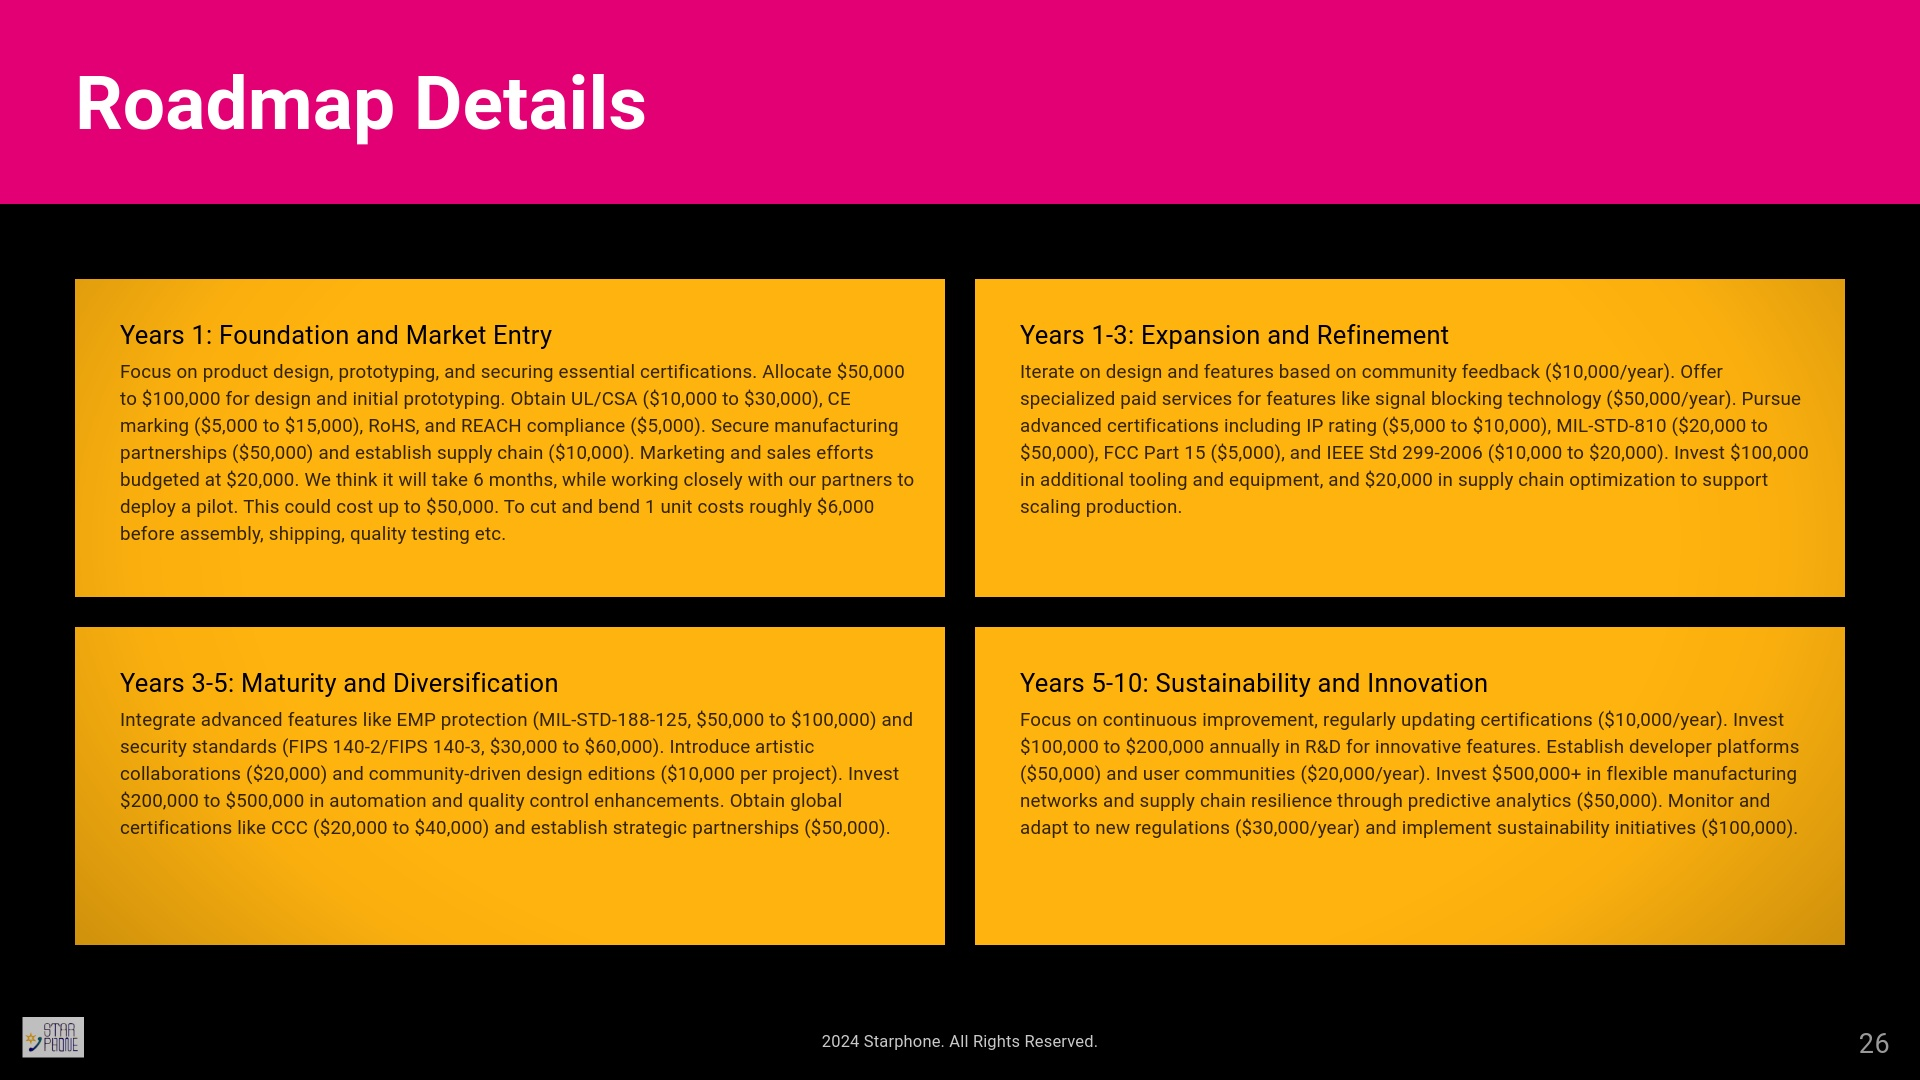 Roadmap Details
Years 1: Foundation and Market Entry
Focus on product design, prototyping, and securing essential certifications. Allocate $50,000
to $100,000 for design and initial prototyping. Obtain UL/CSA ($10,000 to $30,000), CE
marking ($5,000 to $15,000), RoHS, and REACH compliance ($5,000). Secure manufacturing
partnerships ($50,000) and establish supply chain ($10,000). Marketing and sales efforts
budgeted at $20,000. We think it will take 6 months, while working closely with our partners to
deploy a pilot. This could cost up to $50,000. To cut and bend 1 unit costs roughly $6,000
before assembly, shipping, quality testing etc.
Years 1-3: Expansion and Refinement
Iterate on design and features based on community feedback ($10,000/year). Offer
specialized paid services for features like signal blocking technology ($50,000/year). Pursue
advanced certifications including IP rating ($5,000 to $10,000), MIL-STD-810 ($20,000 to
$50,000), FCC Part 15 ($5,000), and IEEE Std 299-2006 ($10,000 to $20,000). Invest $100,000
in additional tooling and equipment, and $20,000 in supply chain optimization to support
scaling production.
Years 3-5: Maturity and Diversification
Integrate advanced features like EMP protection (MIL-STD-188-125, $50,000 to $100,000) and
security standards (FIPS 140-2/FIPS 140-3, $30,000 to $60,000). Introduce artistic
collaborations ($20,000) and community-driven design editions ($10,000 per project). Invest
$200,000 to $500,000 in automation and quality control enhancements. Obtain global
certifications like CCC ($20,000 to $40,000) and establish strategic partnerships ($50,000).
Years 5-10: Sustainability and Innovation
Focus on continuous improvement, regularly updating certifications ($10,000/year). Invest
$100,000 to $200,000 annually in R&D for innovative features. Establish developer platforms
($50,000) and user communities ($20,000/year). Invest $500,000+ in flexible manufacturing
networks and supply chain resilience through predictive analytics ($50,000). Monitor and
adapt to new regulations ($30,000/year) and implement sustainability initiatives ($100,000).
STAR
PHONE
2024 Starphone. All Rights Reserved.
26